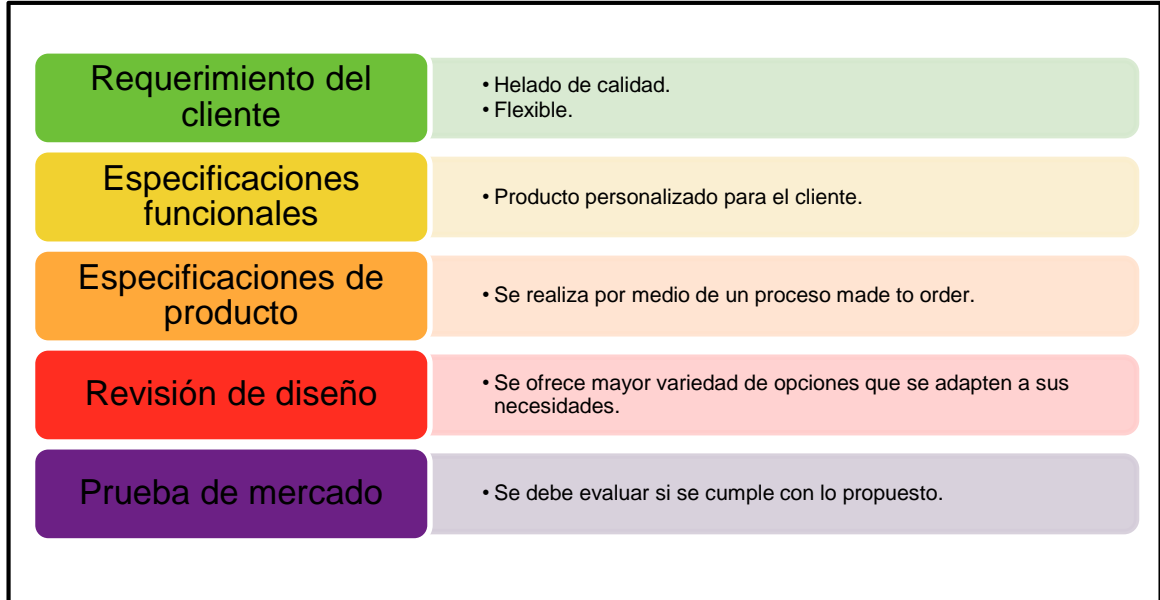 Requerimiento del
cliente
• Helado de calidad.
• Flexible.
Especificaciones
funcionales
• Producto personalizado para el cliente.
Especificaciones de
producto
• Se realiza por medio de un proceso made to order.
Revisión de diseño
• Se ofrece mayor variedad de opciones que se adapten a sus
necesidades.
Prueba de mercado
• Se debe evaluar si se cumple con lo propuesto.